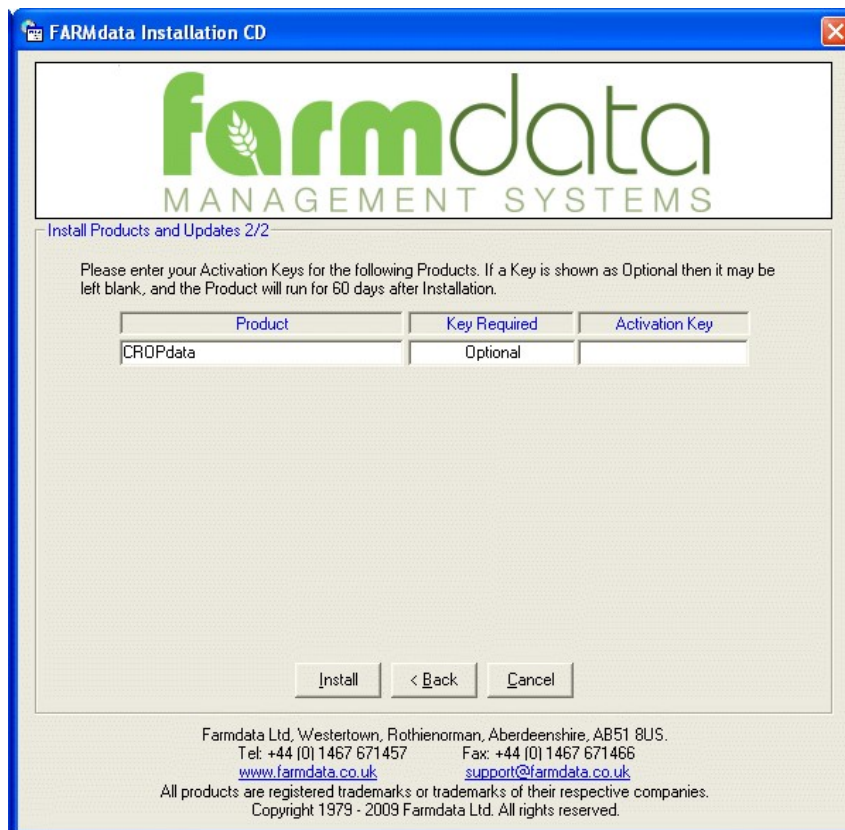 FARMdata Installation CD
farmdata
MANAGEMENT SYSTEMS
Install Products and Updates 2/2
Please enter your Activation Keys for the following Products. If a Key is shown as Optional then it may be
left blank, and the Product will run for 60 days after Installation.
Product Key Required Activation Key
CROPdata Optional
Install < Back Cancel
Farmdata Ltd, Westertown, Rothienorman, Aberdeenshire, AB51 8US.
Tel: +44 (0) 1467 671457 Fax: +44 (0) 1467 671466
www.farmdata.co.uk support@farmdata.co.uk
All products are registered trademarks or trademarks of their respective companies.
Copyright 1979 - 2009 Farmdata Ltd. All rights reserved.